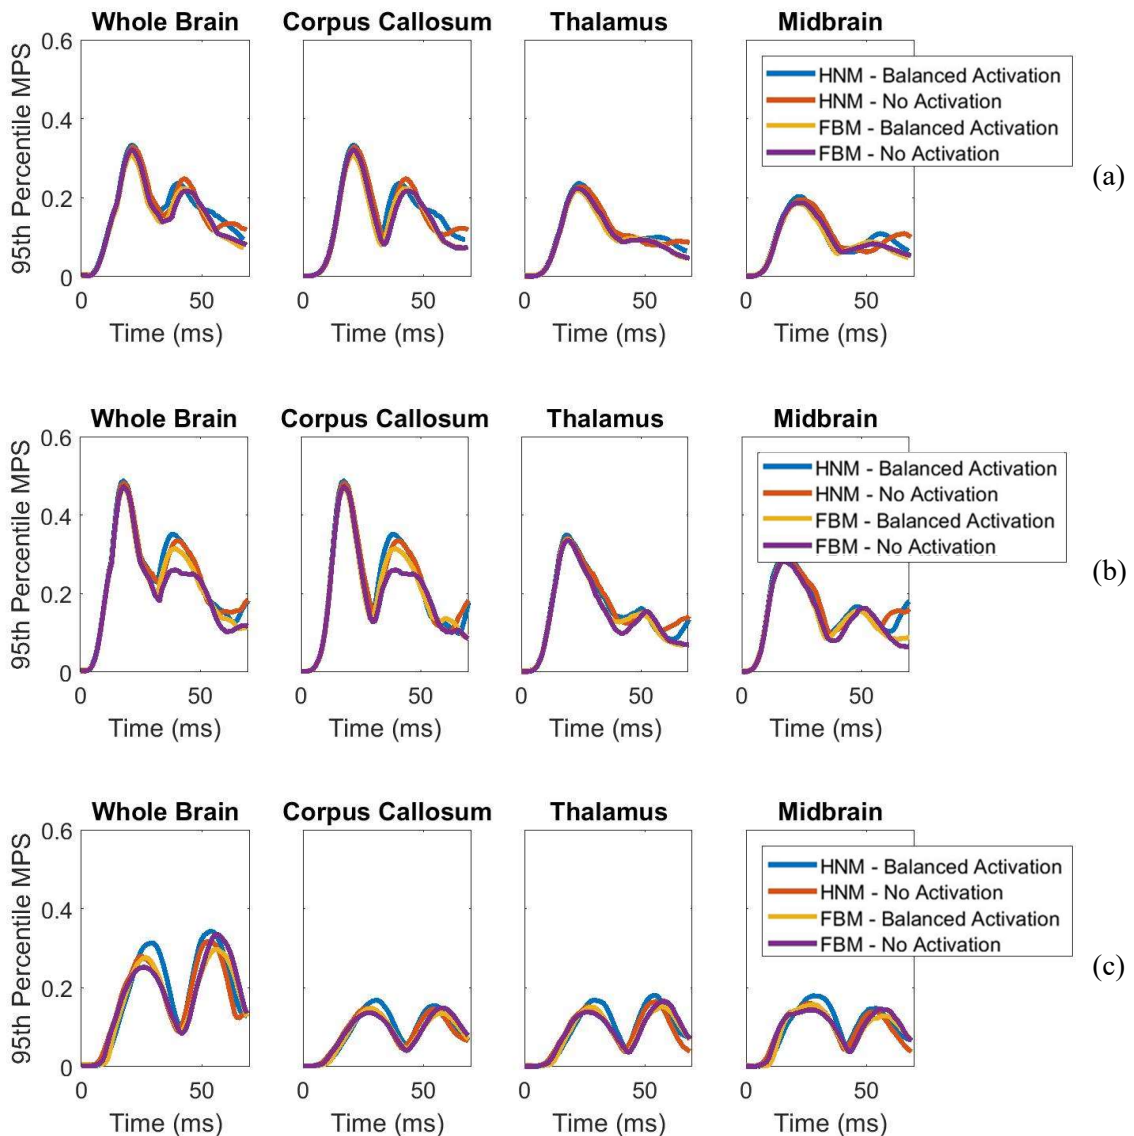 Whole Brain
Corpus Callosum
Thalamus
Midbrain
95th Percentile MPS
0.6
0.4
0.2
0
HNM - Balanced Activation
HNM - No Activation
FBM - Balanced Activation
FBM - No Activation
(a)
0 50
0 50
0 50
0 50
Time (ms)
Time (ms)
Time (ms)
Time (ms)
Whole Brain
Corpus Callosum
Thalamus
Midbrain
95th Percentile MPS
0.6
0.4
0.2
0
HNM - Balanced Activation
HNM - No Activation
FBM - Balanced Activation
FBM - No Activation
(b)
0 50
0 50
0 50
0 50
Time (ms)
Time (ms)
Time (ms)
Time (ms)
Whole Brain
Corpus Callosum
Thalamus
Midbrain
95th Percentile MPS
0.6
0.4
0.2
0
HNM - Balanced Activation
HNM - No Activation
FBM - Balanced Activation
FBM - No Activation
(c)
0 50
0 50
0 50
0 50
Time (ms)
Time (ms)
Time (ms)
Time (ms)